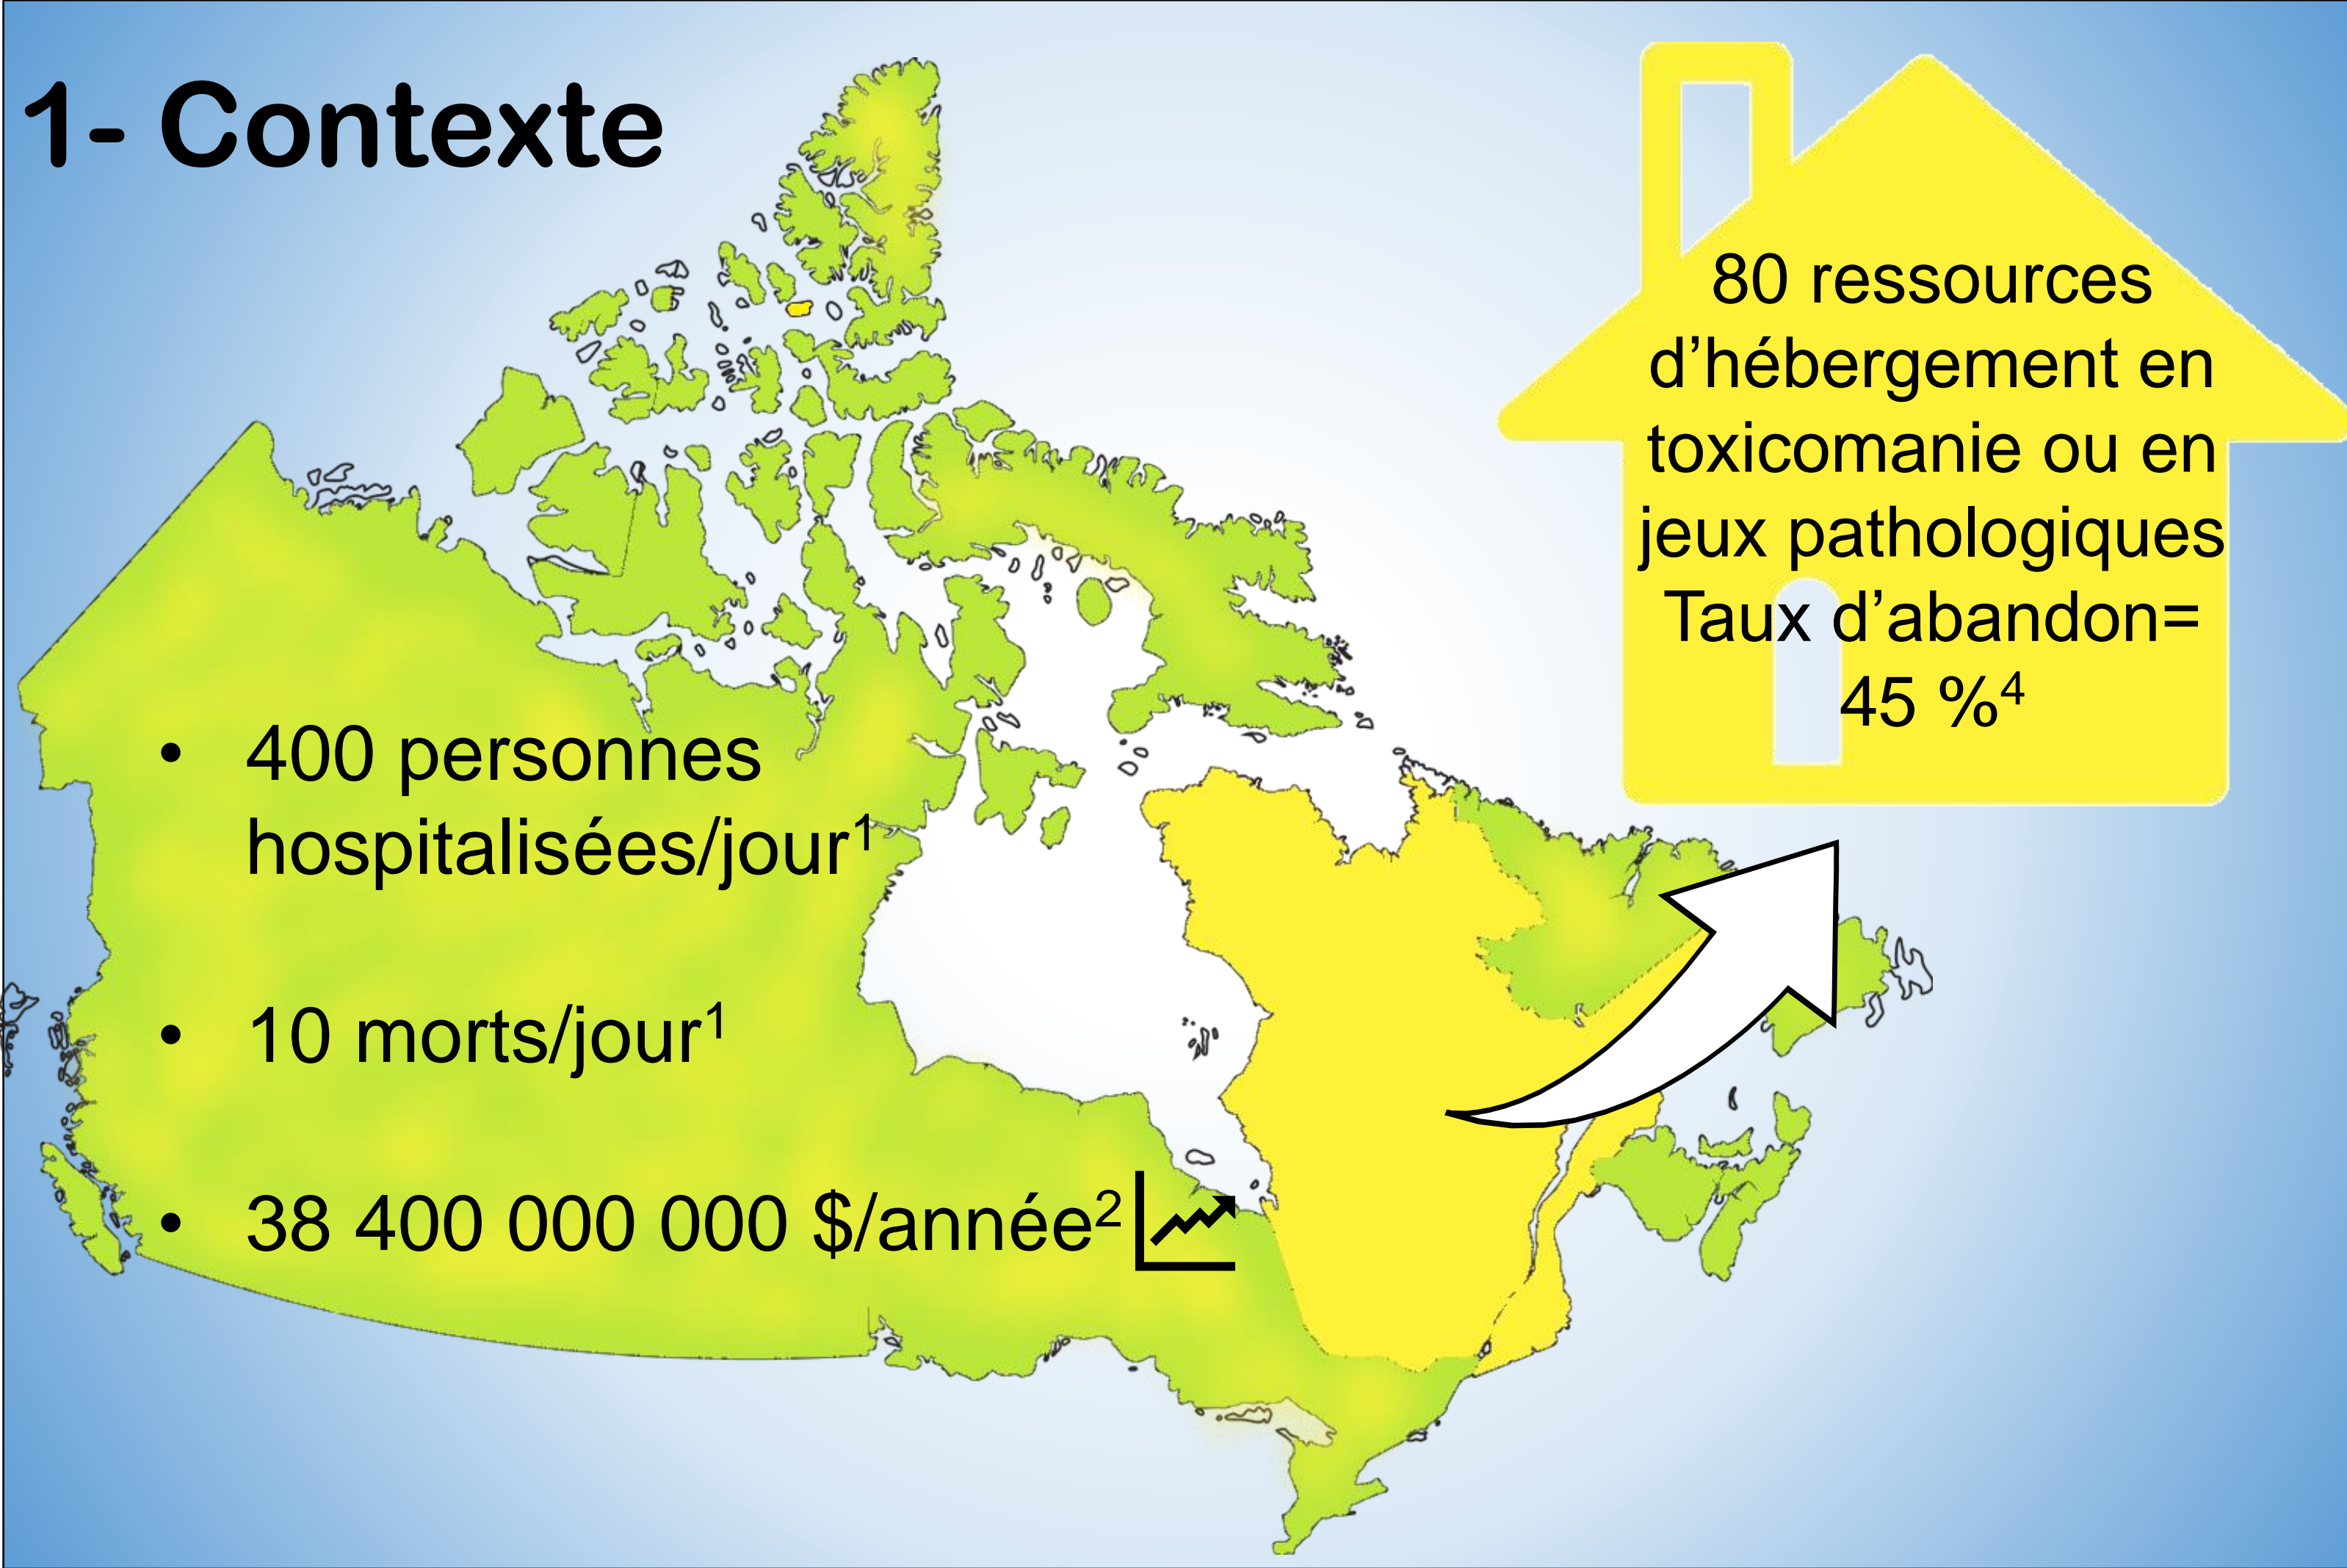 1- Contexte
80 ressources
d’hébergement en
toxicomanie ou en
jeux pathologiques
Taux d’abandon=
45 %⁴
• 400 personnes
hospitalisées/jour¹
• 10 morts/jour¹
• 38 400 000 000 $/année²